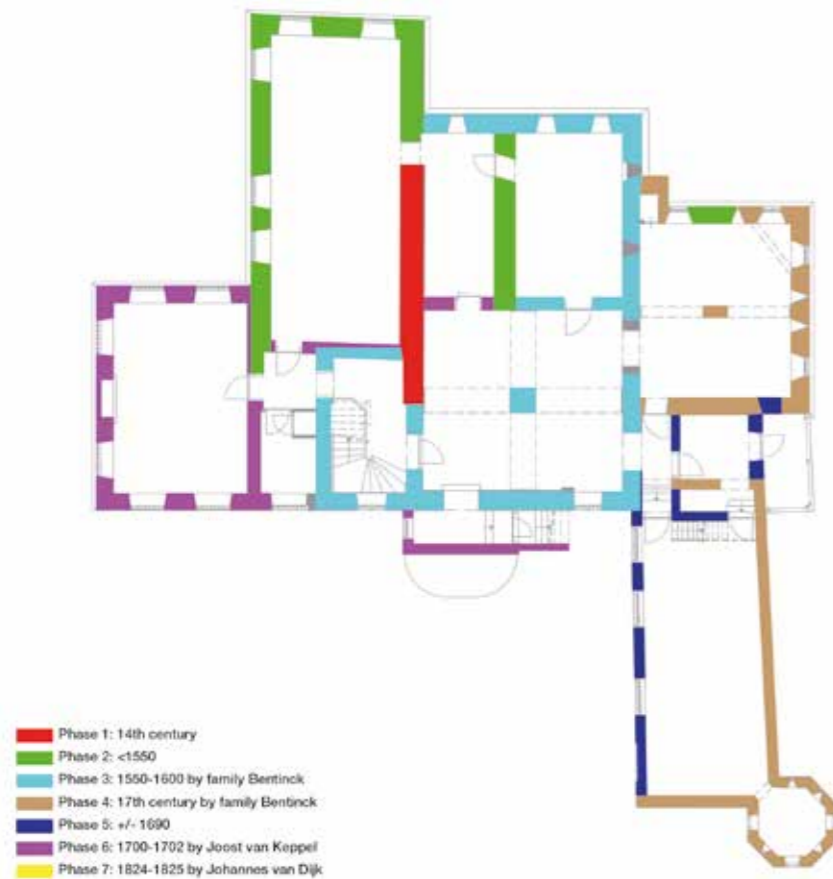 Phase 1: 14th century
Phase 2: <1550
Phase 3: 1550-1600 by family Bentinck
Phase 4: 17th century by family Bentinck
Phase 5: +/- 1690
Phase 6: 1700-1702 by Joost van Keppel
Phase 7: 1824-1825 by Johannes van Dijk